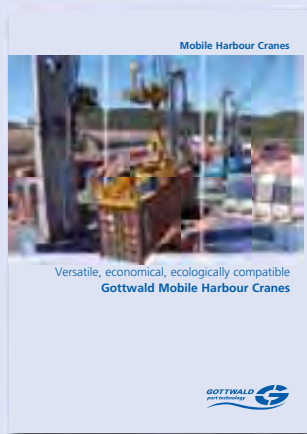 Mobile Harbour Cranes
Versatile, economical, ecologically compatible
Gottwald Mobile Harbour Cranes
GOTTWALD
port technology